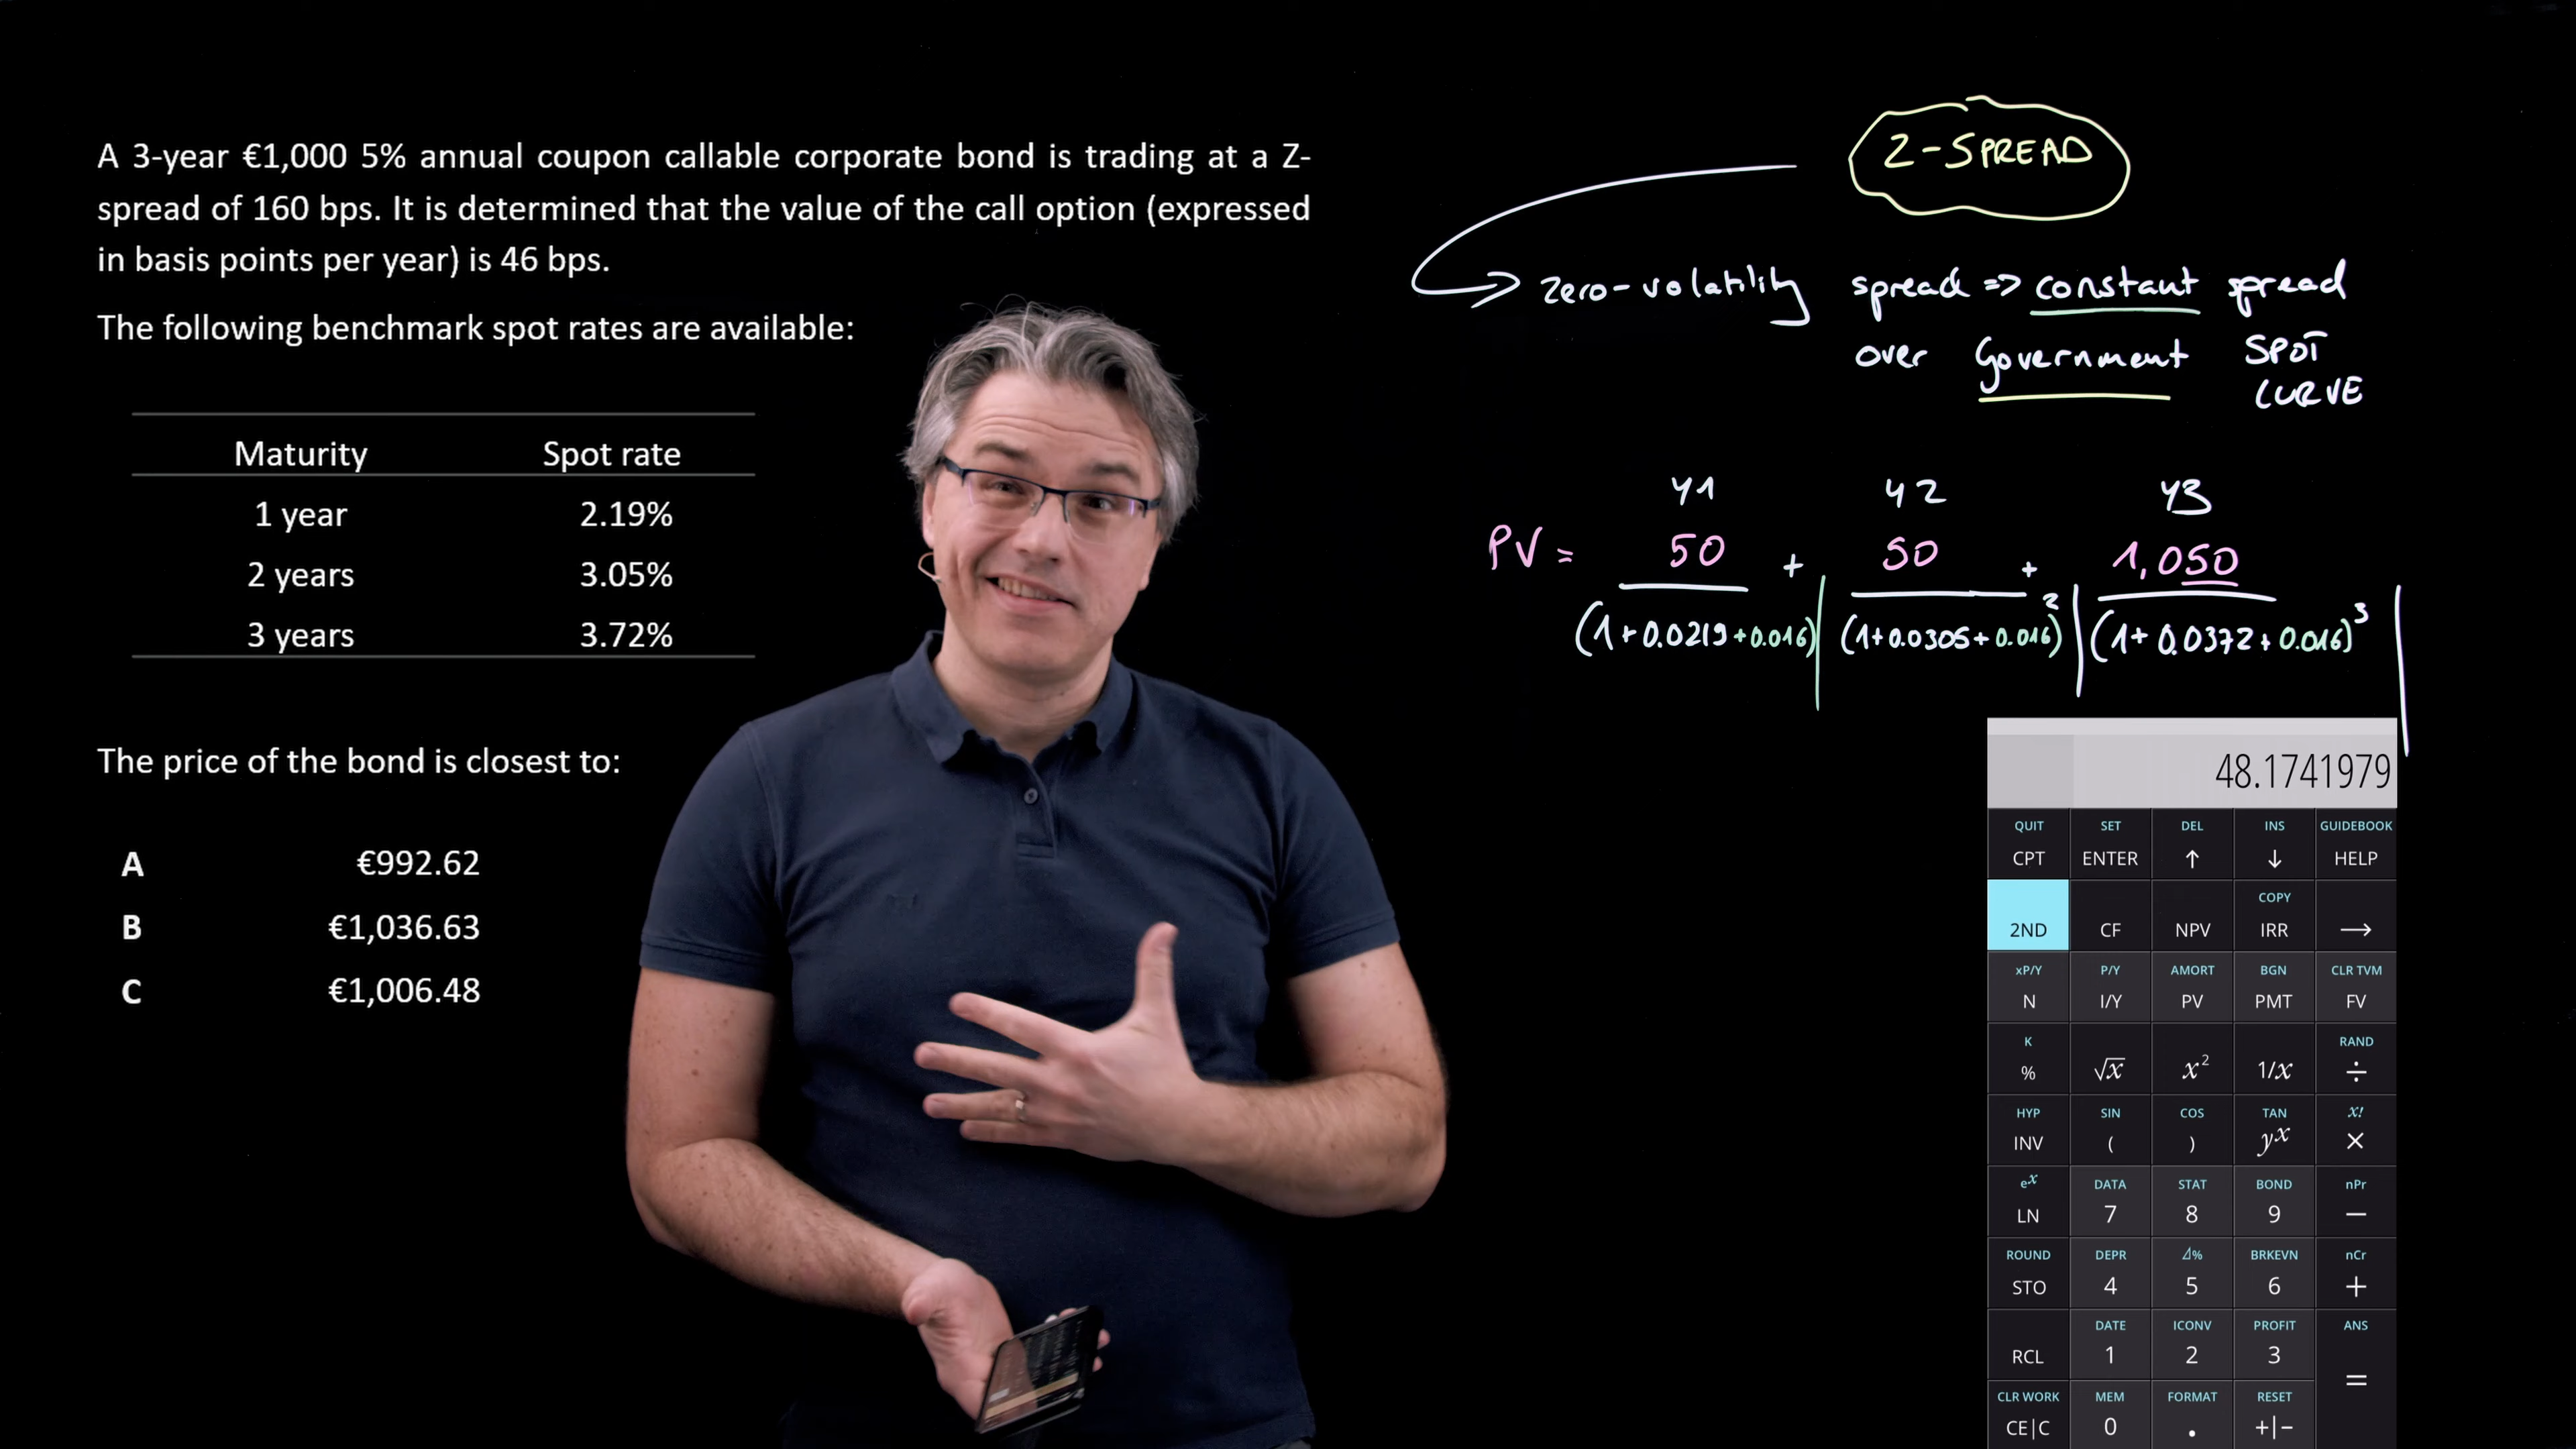 A 3-year €1,000 5% annual coupon callable corporate bond is trading at a Z-
spread of 160 bps. It is determined that the value of the call option (expressed
in basis points per year) is 46 bps.
The following benchmark spot rates are available:
Maturity Spot rate
1 year 2.19%
2 years 3.05%
3 years 3.72%
The price of the bond is closest to:
A €992.62
B €1,036.63
C €1,006.48
Z-SPREAD
zero-volatility spread => constant spread
over Government SPOT
CURVE
Y1 Y2 Y3
PV = 50 + 50 + 1,050
(1+0.0219+0.016) (1+0.0305+0.016)² (1+0.0372+0.016)³
48.1741979
QUIT SET DEL INS GUIDEBOOK
CPT ENTER ↑ ↓ HELP
COPY
2ND CF NPV IRR →
xP/Y P/Y AMORT BGN CLR TVM
N I/Y PV PMT FV
K RAND
% √x x² 1/x ÷
HYP SIN COS TAN x!
INV ( ) yˣ ×
eˣ DATA STAT BOND nPr
LN 7 8 9 −
ROUND DEPR Δ% BRKEVN nCr
STO 4 5 6 +
DATE ICONV PROFIT ANS
RCL 1 2 3 =
CLR WORK MEM FORMAT RESET
CE|C 0 . +|−